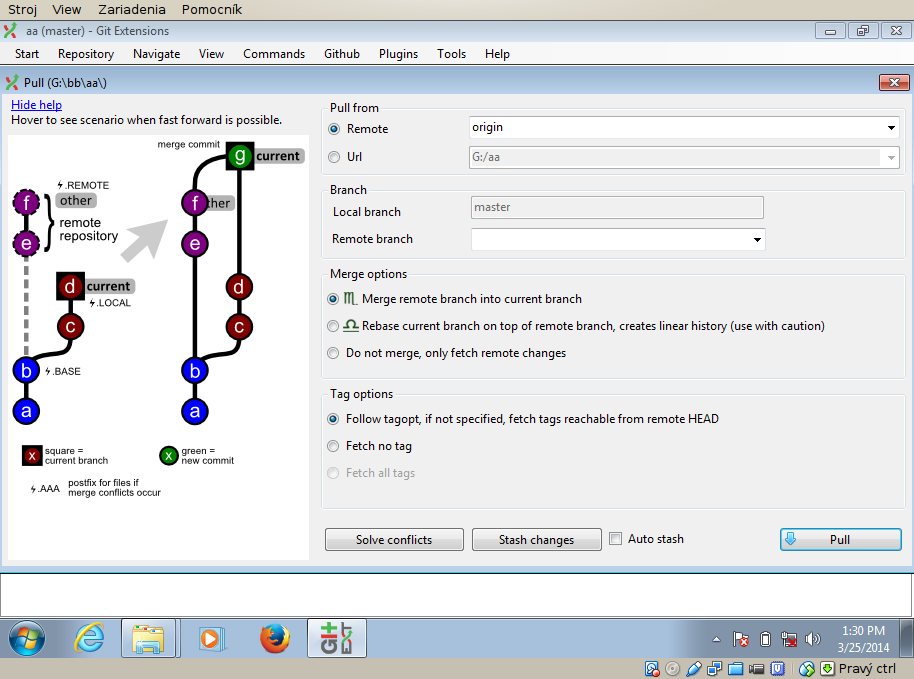 Stroj View Zariadenia Pomocník
aa (master) - Git Extensions
Start Repository Navigate View Commands Github Plugins Tools Help
Pull (G:\bb\aa\)
Hide help
Hover to see scenario when fast forward is possible.
merge commit
g current
.REMOTE
f other
f ther
remote
repository
e
e
d current
.LOCAL
d
c
c
b .BASE
b
a
a
x square =
current branch
x green =
new commit
.AAA postfix for files if
merge conflicts occur
Pull from
Remote origin
Url G:/aa
Branch
Local branch master
Remote branch
Merge options
Merge remote branch into current branch
Rebase current branch on top of remote branch, creates linear history (use with caution)
Do not merge, only fetch remote changes
Tag options
Follow tagopt, if not specified, fetch tags reachable from remote HEAD
Fetch no tag
Fetch all tags
Solve conflicts Stash changes Auto stash Pull
Git EXT
1:30 PM
3/25/2014
Pravý ctrl